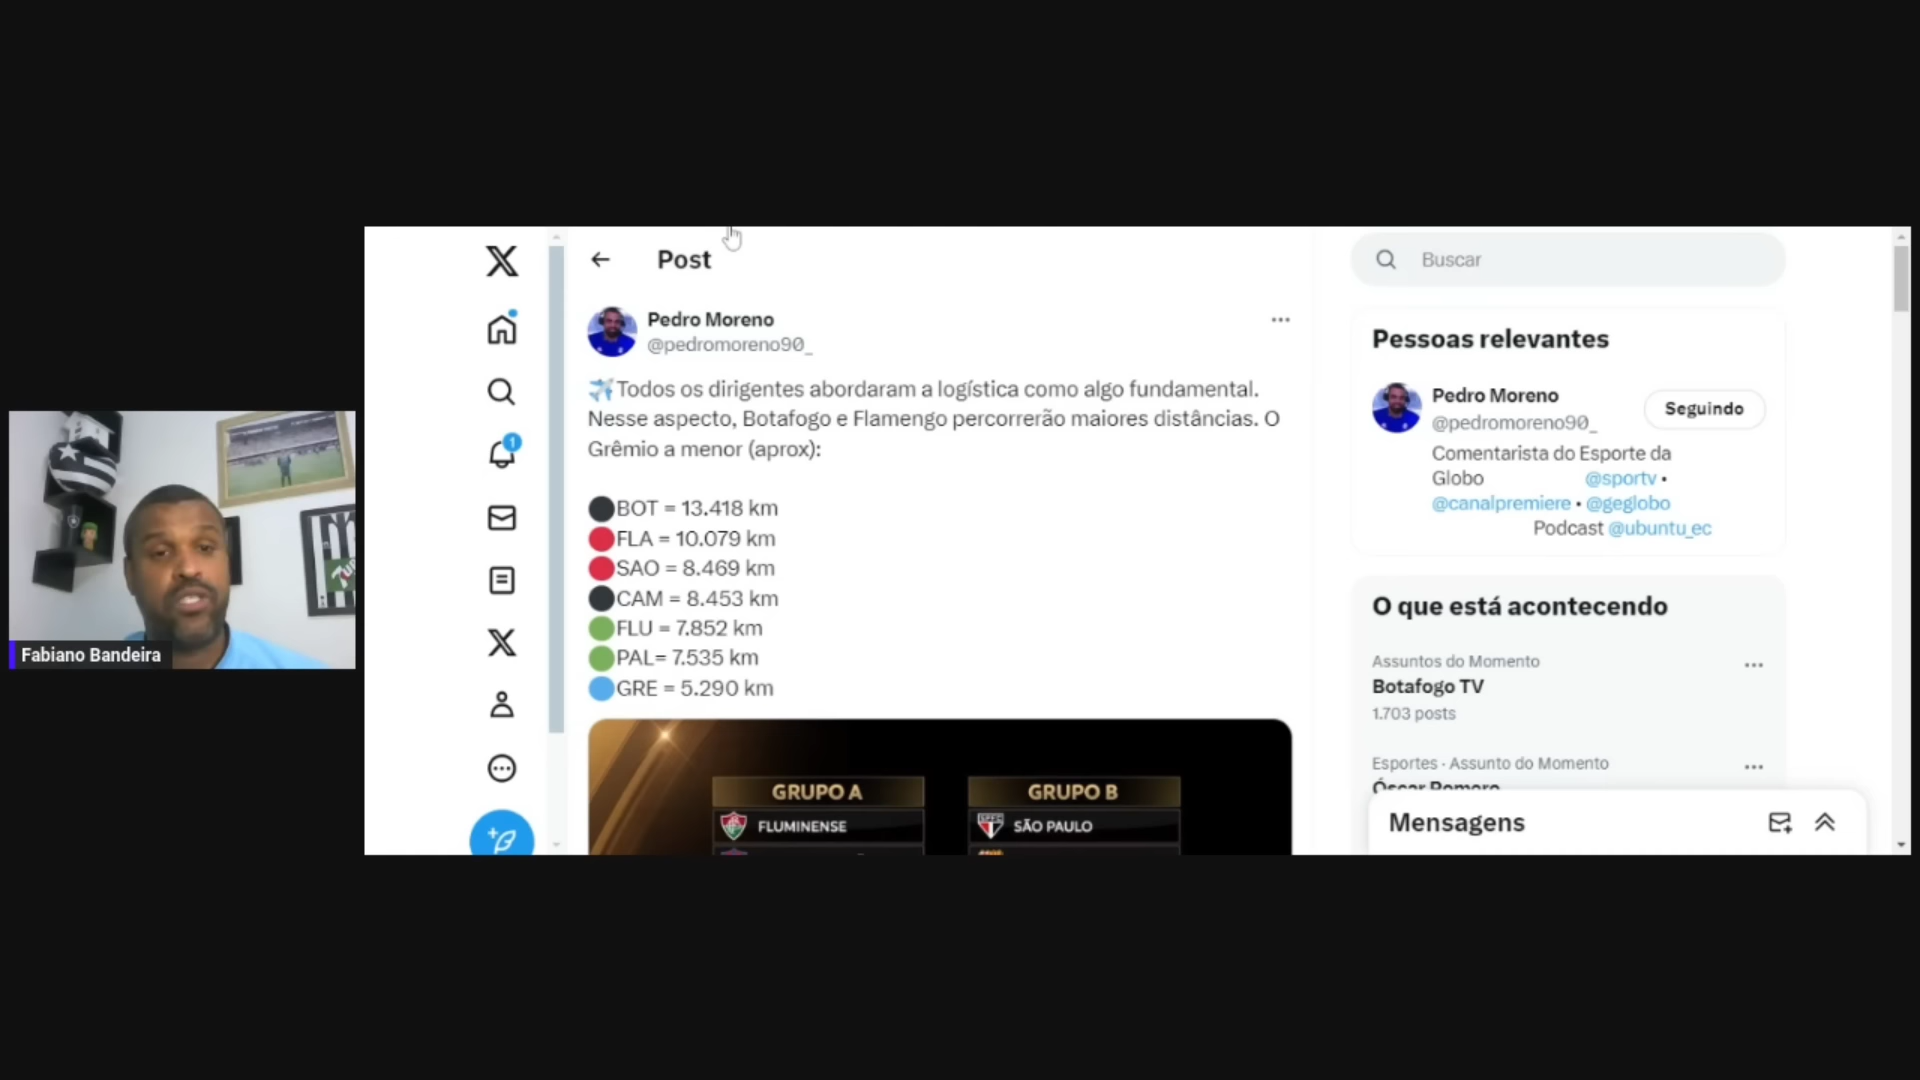 Post
Buscar
Pedro Moreno
@pedromoreno90_
Todos os dirigentes abordaram a logística como algo fundamental.
Nesse aspecto, Botafogo e Flamengo percorrerão maiores distâncias. O
Grêmio a menor (aprox):
BOT = 13.418 km
FLA = 10.079 km
SAO = 8.469 km
CAM = 8.453 km
FLU = 7.852 km
PAL= 7.535 km
GRE = 5.290 km
GRUPO A
FLUMINENSE
GRUPO B
SÃO PAULO
Pessoas relevantes
Pedro Moreno
@pedromoreno90_
Seguindo
Comentarista do Esporte da
Globo @sportv •
@canalpremiere • @geglobo
Podcast @ubuntu_ec
O que está acontecendo
Assuntos do Momento
Botafogo TV
1.703 posts
Esportes · Assunto do Momento
Óscar Romero
Mensagens
1
Fabiano Bandeira